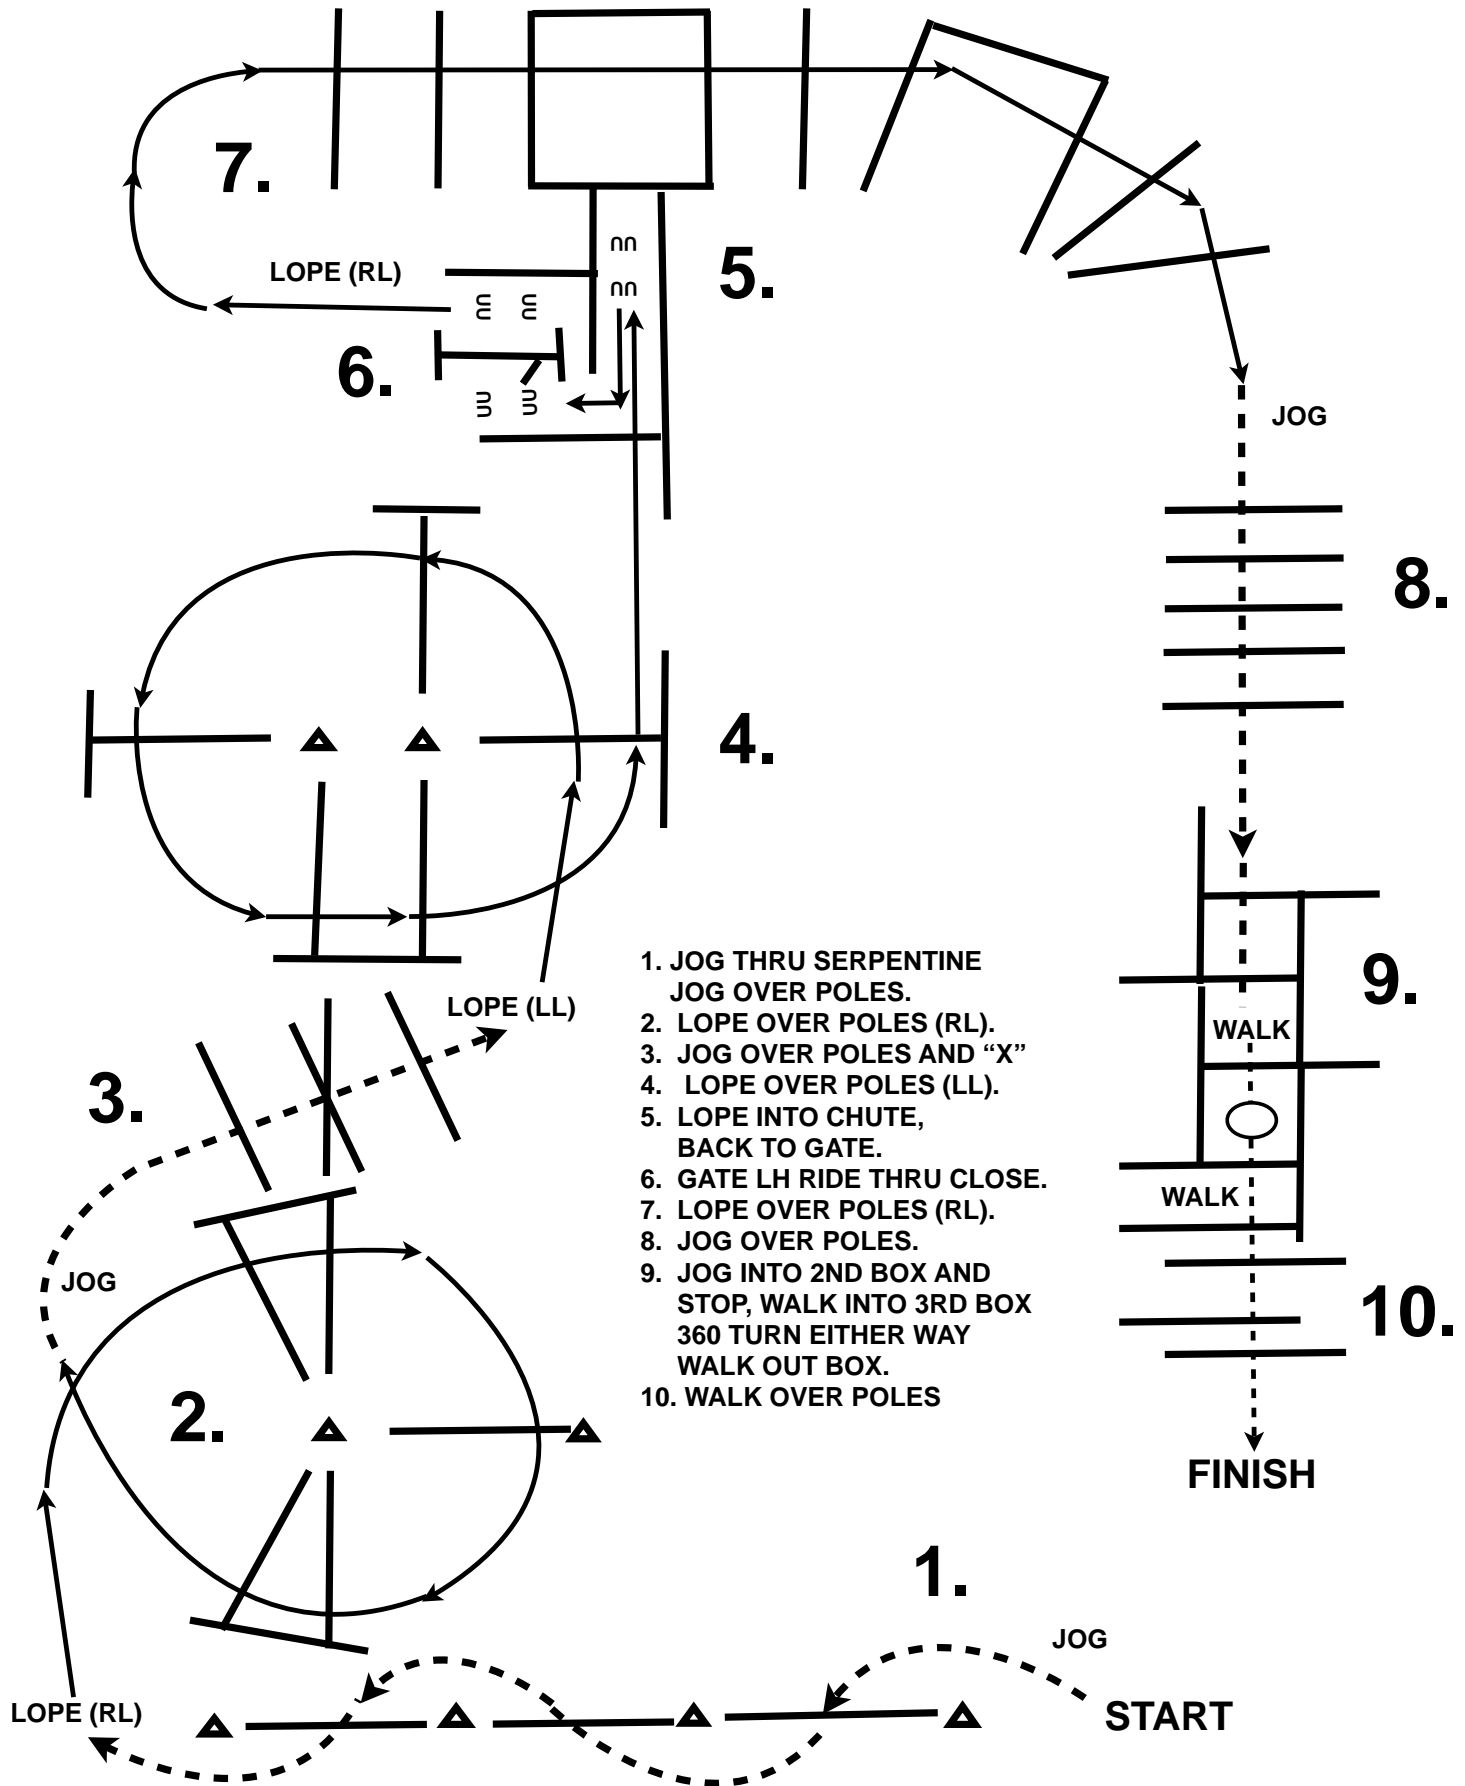 7.
LOPE (RL)
5.
6.
JOG
8.
4.
LOPE (LL)
3.
1. JOG THRU SERPENTINE
JOG OVER POLES.
2. LOPE OVER POLES (RL).
3. JOG OVER POLES AND “X”
4. LOPE OVER POLES (LL).
5. LOPE INTO CHUTE,
BACK TO GATE.
6. GATE LH RIDE THRU CLOSE.
7. LOPE OVER POLES (RL).
8. JOG OVER POLES.
9. JOG INTO 2ND BOX AND
STOP, WALK INTO 3RD BOX
360 TURN EITHER WAY
WALK OUT BOX.
10. WALK OVER POLES
9.
WALK
WALK
10.
FINISH
JOG
2.
1.
JOG
START
LOPE (RL)